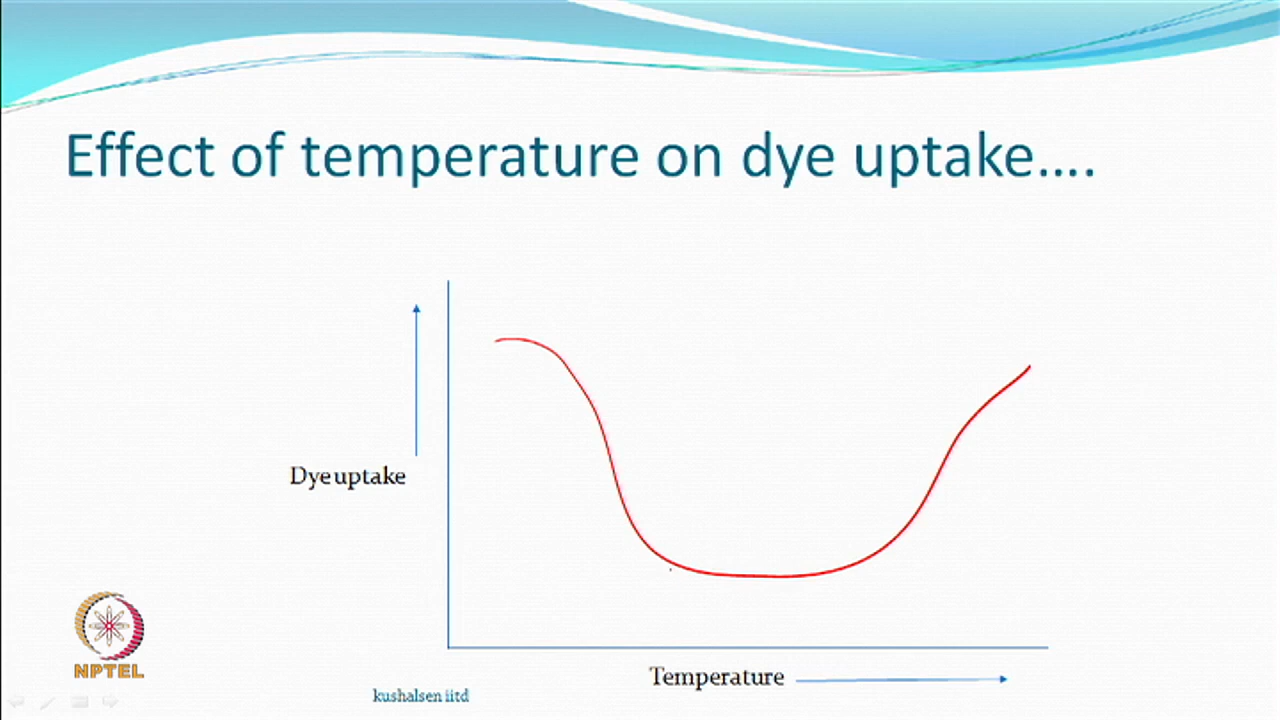 Effect of temperature on dye uptake….
Dye uptake
Temperature
NPTEL
kushalsen iitd